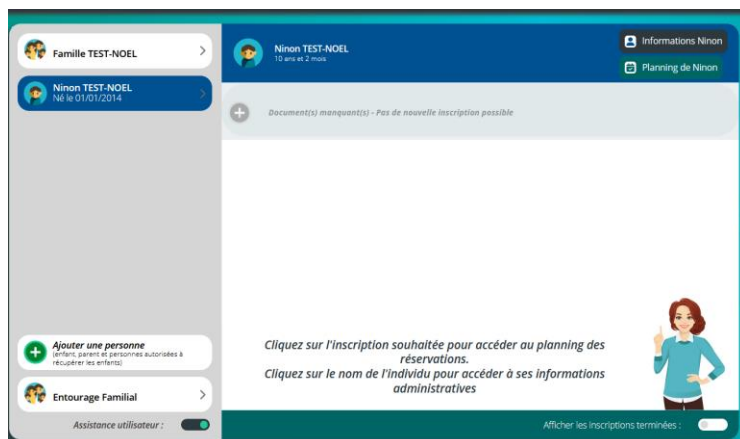 Famille TEST-NOEL
Ninon TEST-NOEL
Né le 01/01/2014
Ajouter une personne
(enfant, parent et personnes autorisées à
récupérer les enfants)
Entourage Familial
Assistance utilisateur :
Ninon TEST-NOEL
10 ans et 2 mois
Informations Ninon
Planning de Ninon
Document(s) manquant(s) - Pas de nouvelle inscription possible
Cliquez sur l'inscription souhaitée pour accéder au planning des
réservations.
Cliquez sur le nom de l'individu pour accéder à ses informations
administratives
Afficher les inscriptions terminées :